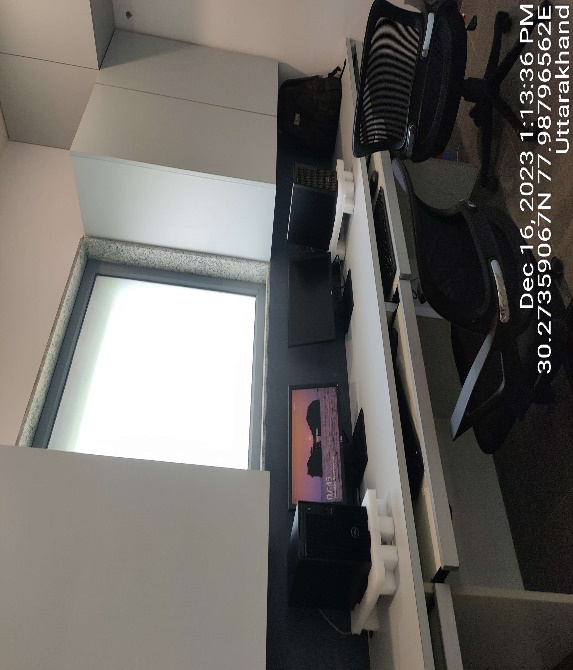 Dec 16, 2023 1:13:36 PM
30.27359067N 77.98796562E
Uttarakhand